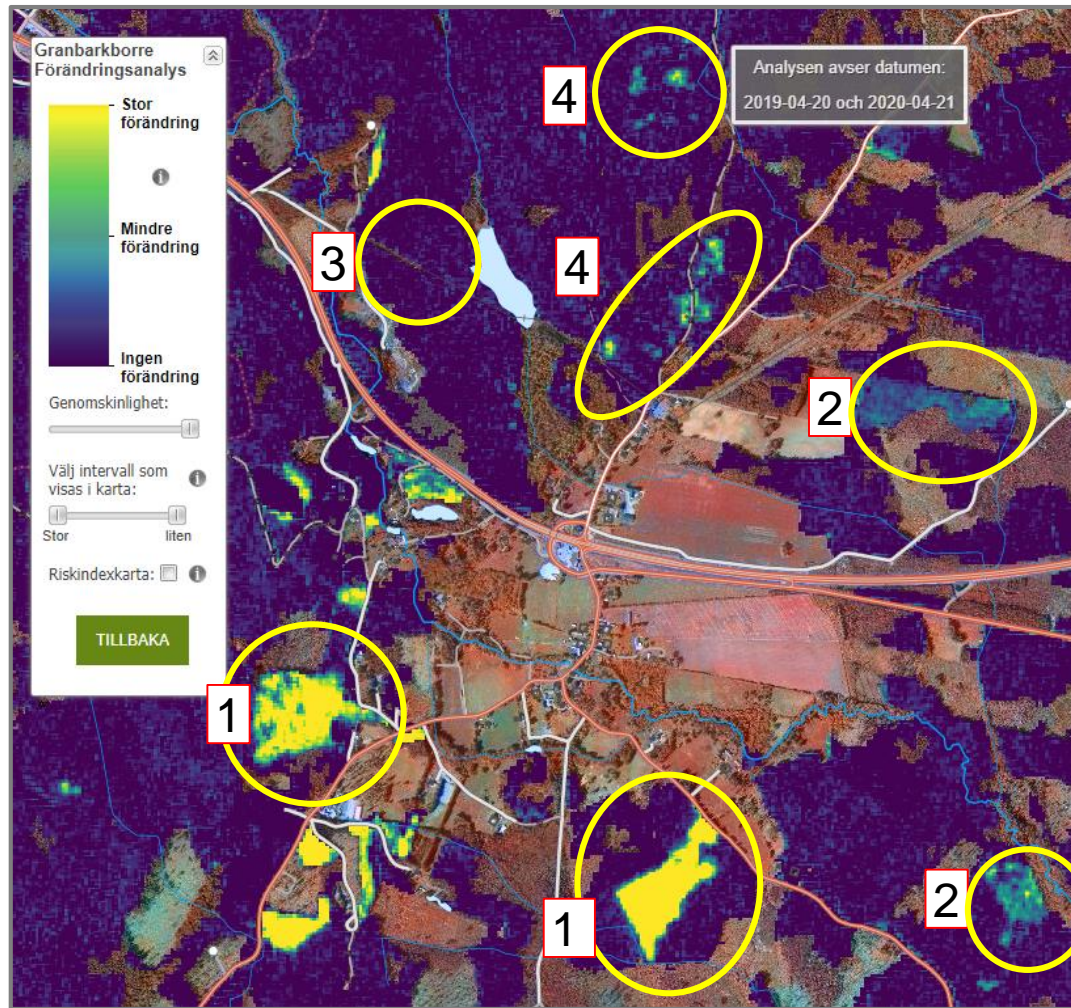 Granbarkborre
Förändringsanalys
Stor
förändring
Mindre
förändring
Ingen
förändring
Genomskinlighet:
Välj intervall som
visas i karta:
Stor liten
Riskindexkarta:
TILLBAKA
Analysen avser datumen:
2019-04-20 och 2020-04-21
4
3
4
2
1
1
2